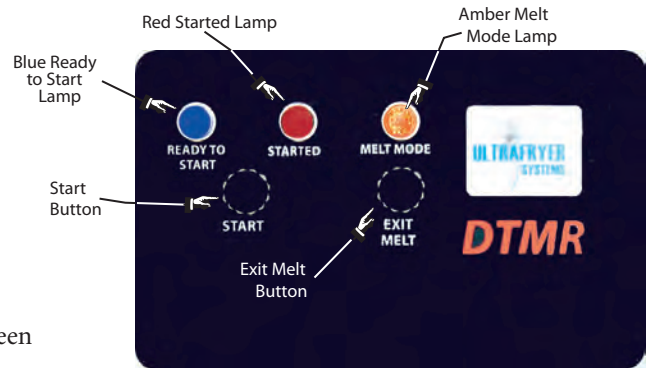 Red Started Lamp
Amber Melt
Mode Lamp
Blue Ready
to Start
Lamp
READY TO
START
STARTED
MELT MODE
ULTRAFRYER
SYSTEMS
Start
Button
START
EXIT
MELT
DTMR
Exit Melt
Button
een